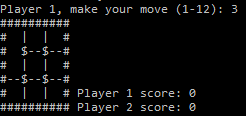 Player 1, make your move (1-12): 3
##########
#  |  |  #
#  $--$--#
#  |  |  #
#--$--$--#
#  |  |  # Player 1 score: 0
########## Player 2 score: 0